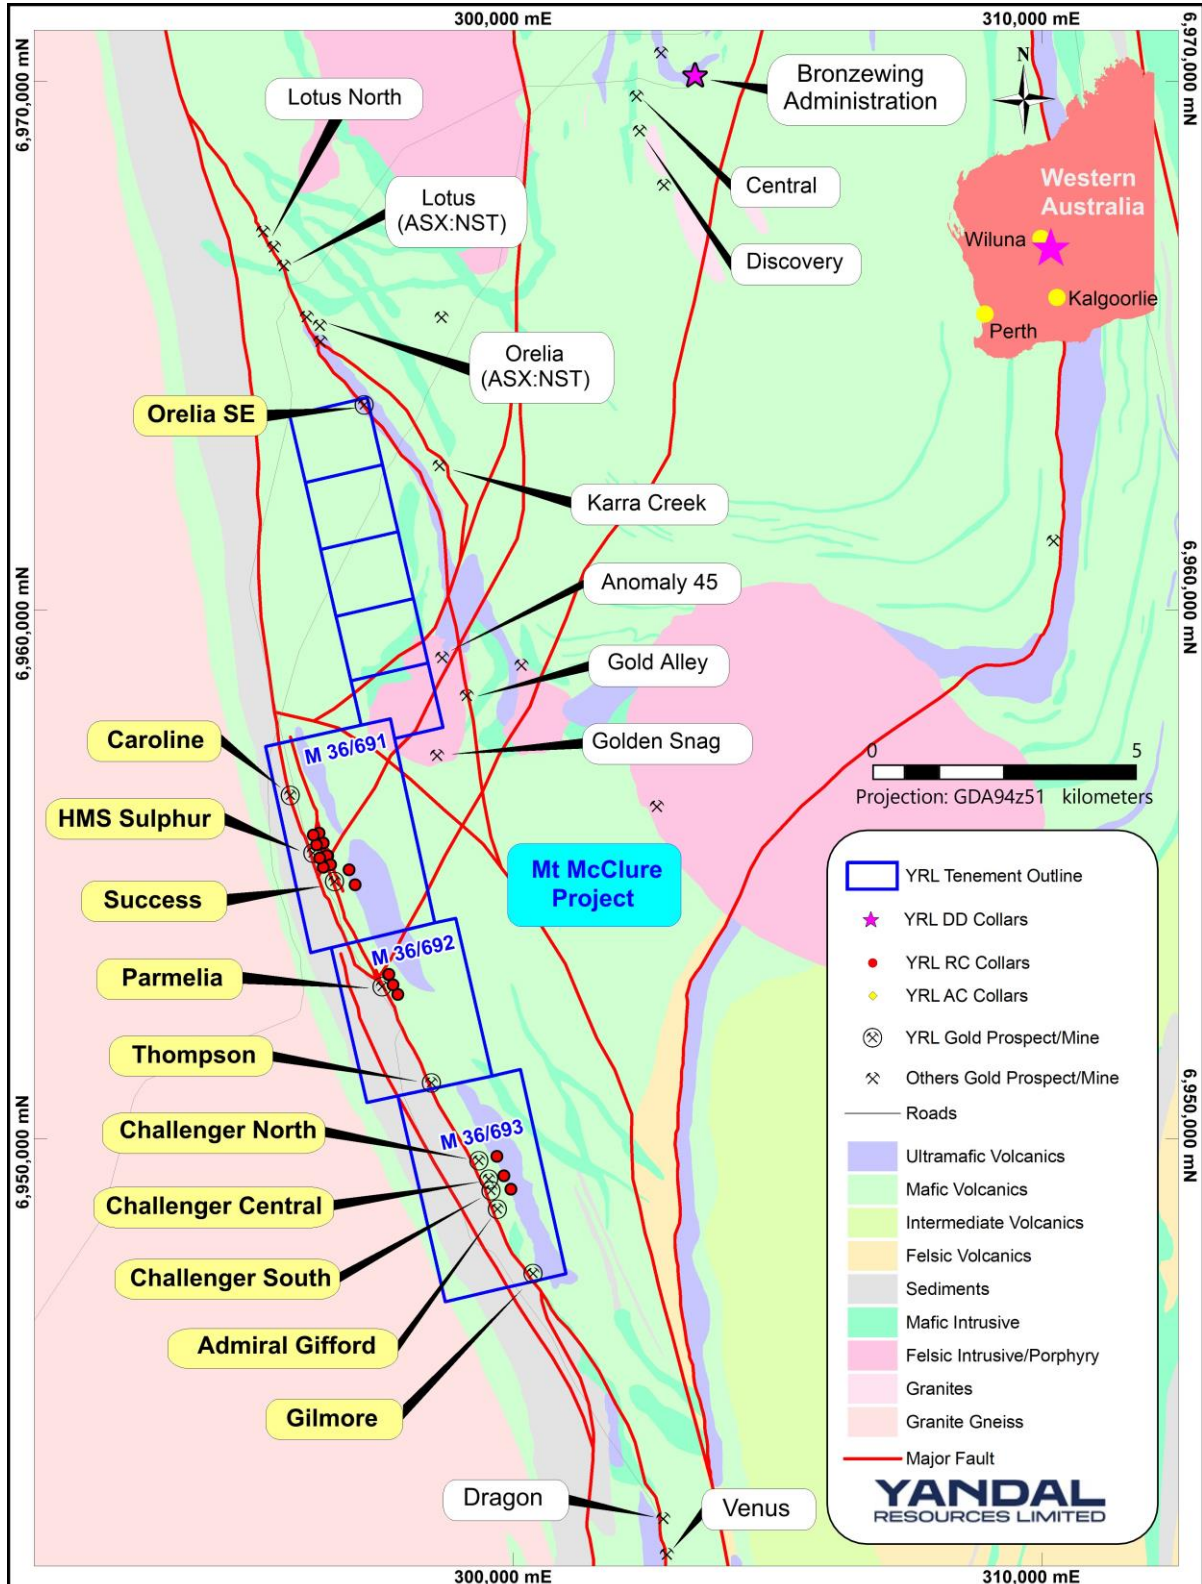 300,000 mE
310,000 mE
6,970,000 mN
6,970,000 mN
N
Lotus North
Bronzewing
Administration
Lotus
(ASX:NST)
Central
Western
Australia
Wiluna
Discovery
Kalgoorlie
Perth
Orelia
(ASX:NST)
Orelia SE
Karra Creek
Anomaly 45
6,960,000 mN
6,960,000 mN
Gold Alley
Caroline
M 36/691
Golden Snag
0
5
Projection: GDA94z51 kilometers
HMS Sulphur
Mt McClure
Project
Success
M 36/692
Parmelia
Thompson
Challenger North
M 36/693
6,950,000 mN
6,950,000 mN
Challenger Central
Challenger South
Admiral Gifford
Gilmore
Dragon
Venus
YRL Tenement Outline
YRL DD Collars
YRL RC Collars
YRL AC Collars
YRL Gold Prospect/Mine
Others Gold Prospect/Mine
Roads
Ultramafic Volcanics
Mafic Volcanics
Intermediate Volcanics
Felsic Volcanics
Sediments
Mafic Intrusive
Felsic Intrusive/Porphyry
Granites
Granite Gneiss
Major Fault
YANDAL
RESOURCES LIMITED
300,000 mE
310,000 mE